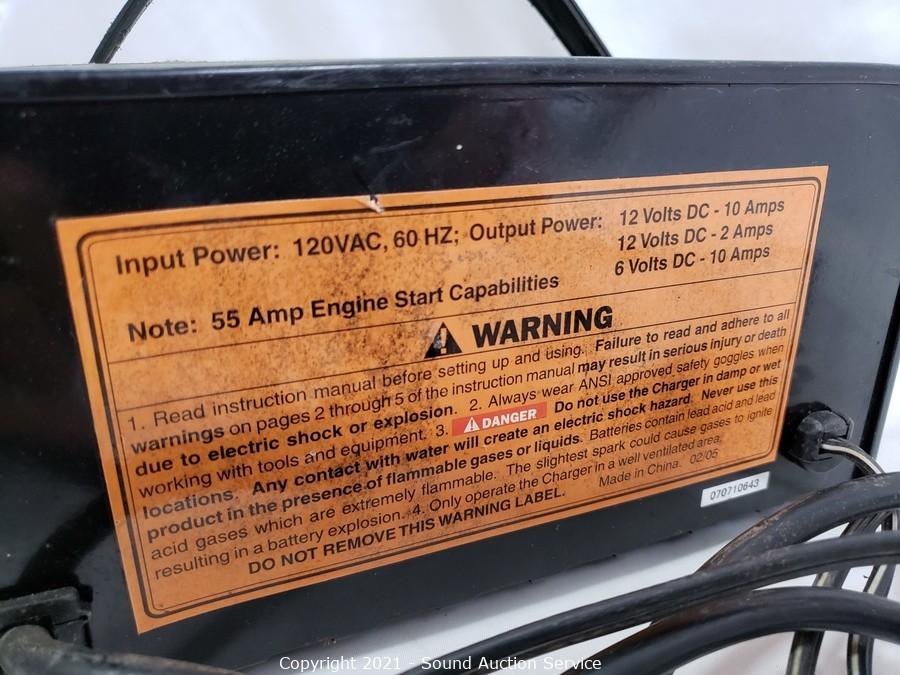 Input Power: 120VAC, 60 HZ; Output Power: 12 Volts DC - 10 Amps
12 Volts DC - 2 Amps
6 Volts DC - 10 Amps
Note: 55 Amp Engine Start Capabilities
WARNING
1. Read instruction manual before setting up and using. Failure to read and adhere to all
warnings on pages 2 through 5 of the instruction manual may result in serious injury or death
due to electric shock or explosion. 2. Always wear ANSI approved safety goggles when
working with tools and equipment. 3. DANGER Do not use the Charger in damp or wet
locations. Any contact with water will create an electric shock hazard. Never use this
product in the presence of flammable gases or liquids. Batteries contain lead acid and lead
acid gases which are extremely flammable. The slightest spark could cause gases to ignite
resulting in a battery explosion. 4. Only operate the Charger in a well ventilated area.
DO NOT REMOVE THIS WARNING LABEL. Made in China. 02/05
070710643
Copyright 2021 - Sound Auction Service